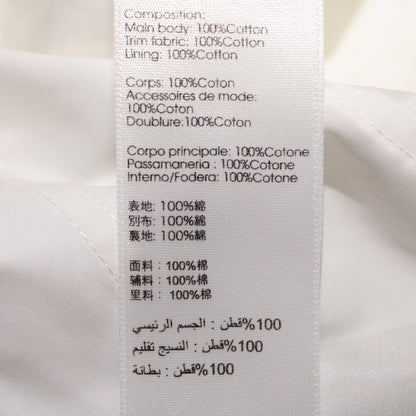 Composition:
Main body: 100%Cotton
Trim fabric: 100%Cotton
Lining: 100%Cotton
Corps: 100%Coton
Accessoires de mode:
100%Coton
Doublure: 100%Coton
Corpo principale: 100%Cotone
Passamaneria : 100%Cotone
Interno/Fodera: 100%Cotone
表地: 100%綿
別布: 100%綿
裏地: 100%綿
面料: 100%棉
辅料: 100%棉
里料: 100%棉
100%قطن : الجسم الرئيسي
100%قطن : النسيج تقليم
100%قطن : بطانة